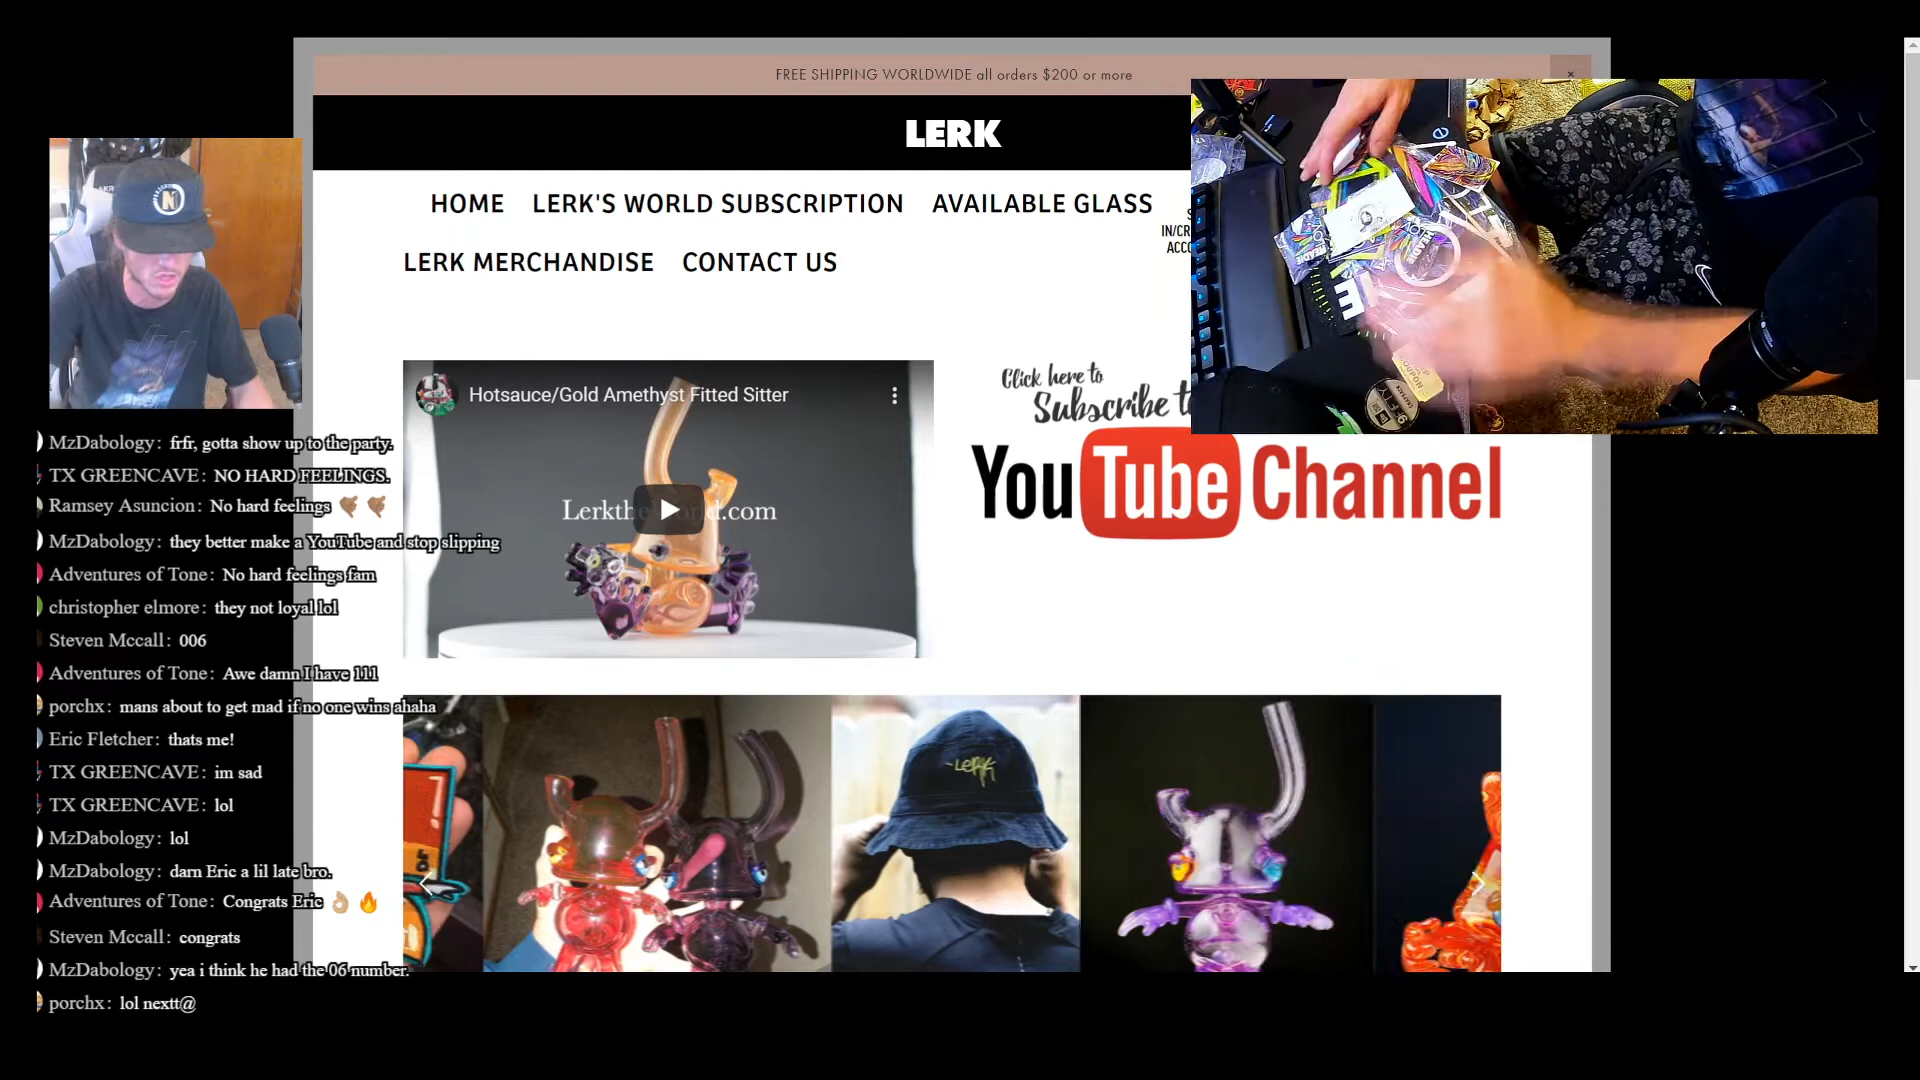 FREE SHIPPING WORLDWIDE all orders $200 or more
×
LERK
HOME LERK'S WORLD SUBSCRIPTION AVAILABLE GLASS
LERK MERCHANDISE CONTACT US
IN/CR
ACCO
Hotsauce/Gold Amethyst Fitted Sitter
Click here to
Subscribe t
YouTube Channel
MzDabology: frfr, gotta show up to the party.
TX GREENCAVE: NO HARD FEELINGS.
Ramsey Asuncion: No hard feelings 🤙🏽 🤙🏽
MzDabology: they better make a YouTube and stop slipping
Adventures of Tone: No hard feelings fam
christopher elmore: they not loyal lol
Steven Mccall: 006
Adventures of Tone: Awe damn I have 111
porchx: mans about to get mad if no one wins ahaha
Eric Fletcher: thats me!
TX GREENCAVE: im sad
TX GREENCAVE: lol
MzDabology: lol
MzDabology: darn Eric a lil late bro.
Adventures of Tone: Congrats Eric 👌🏼 🔥
Steven Mccall: congrats
MzDabology: yea i think he had the 06 number.
porchx: lol nextt@
LERK